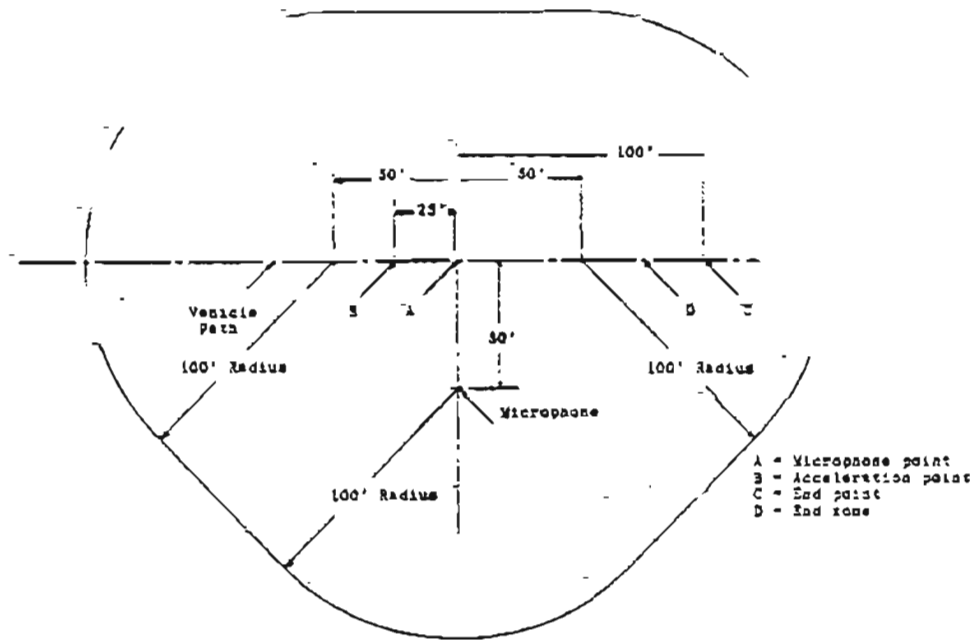 100'
50' 50'
25'
B A D C
Vehicle
Path
50'
100' Radius 100' Radius
Microphone
100' Radius
A = Microphone point
B = Acceleration point
C = End point
D = End zone